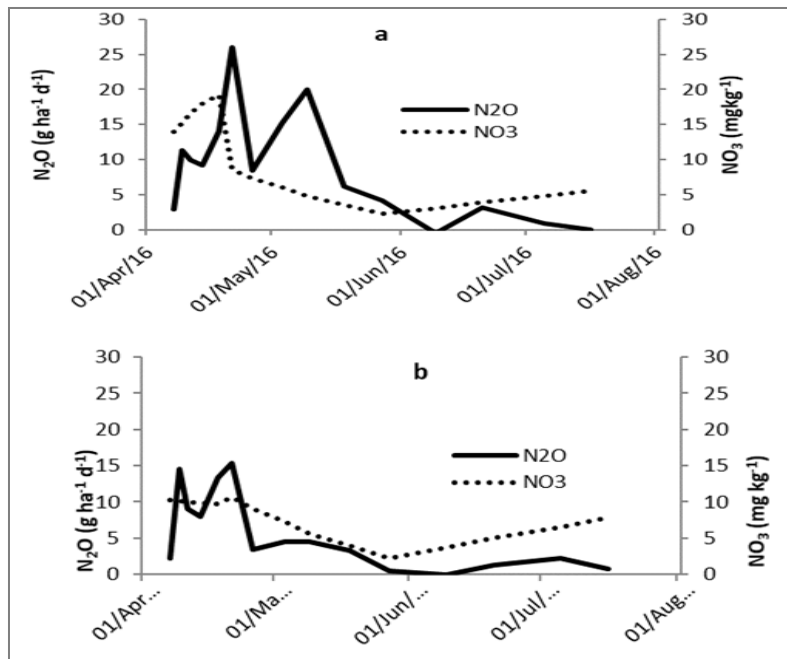 a
N₂O (g ha⁻¹ d⁻¹)
30
25
20
15
10
5
0
N2O
NO3
30
25
20
15
10
5
0
NO₃ (mgkg⁻¹)
01/Apr/16
01/May/16
01/Jun/16
01/Jul/16
01/Aug/16
b
N₂O (g ha⁻¹ d⁻¹)
30
25
20
15
10
5
0
N2O
NO3
30
25
20
15
10
5
0
NO₃ (mg kg⁻¹)
01/Apr...
01/Ma...
01/Jun/...
01/Jul/...
01/Aug...